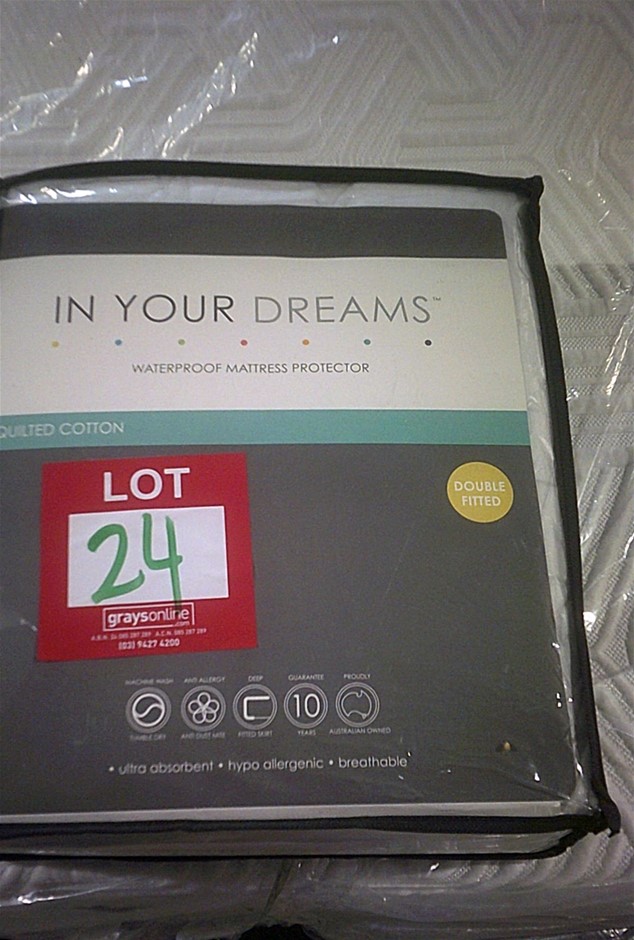 IN YOUR DREAMS™
WATERPROOF MATTRESS PROTECTOR
QUILTED COTTON
DOUBLE
FITTED
LOT
24
graysonline
.com
(03) 9427 4200
MACHINE WASH
TUMBLE DRY
ANTI ALLERGY
ANTI DUST MITE
DEEP
FITTED SKIRT
GUARANTEE
10
YEARS
PROUDLY
AUSTRALIAN OWNED
• ultra absorbent • hypo allergenic • breathable